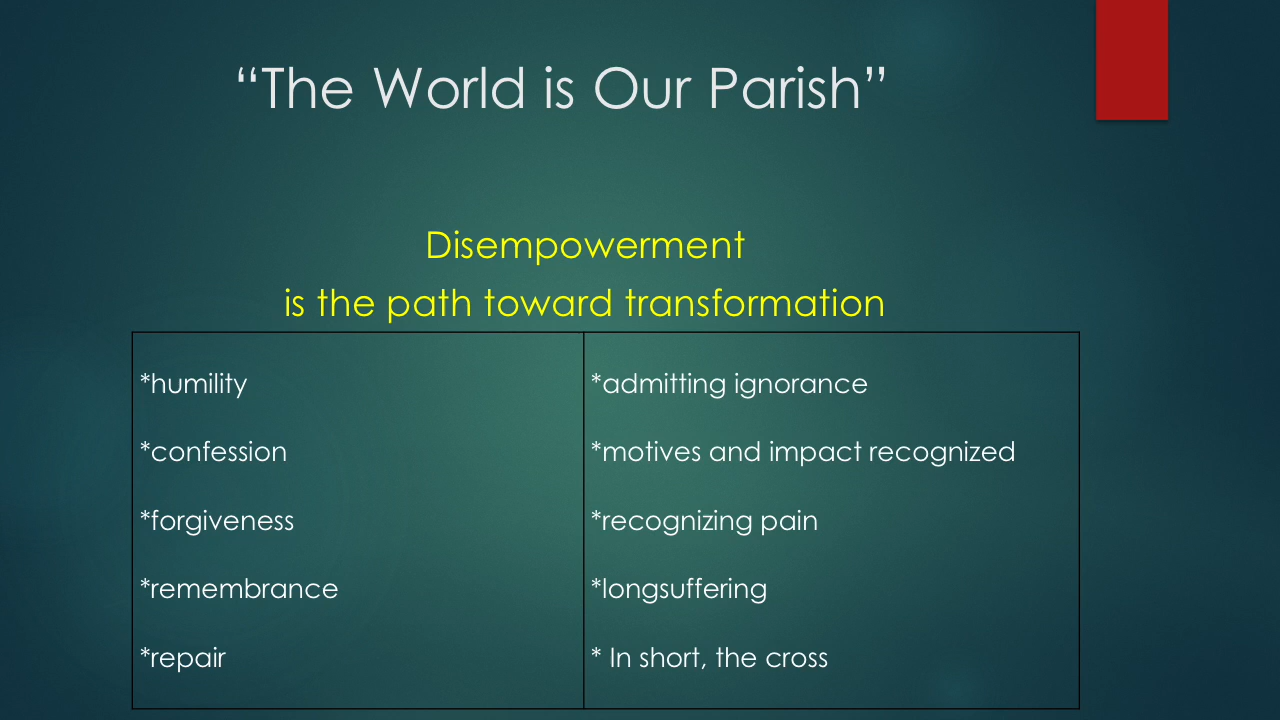 “The World is Our Parish”
Disempowerment
is the path toward transformation
*humility
*confession
*forgiveness
*remembrance
*repair
*admitting ignorance
*motives and impact recognized
*recognizing pain
*longsuffering
* In short, the cross